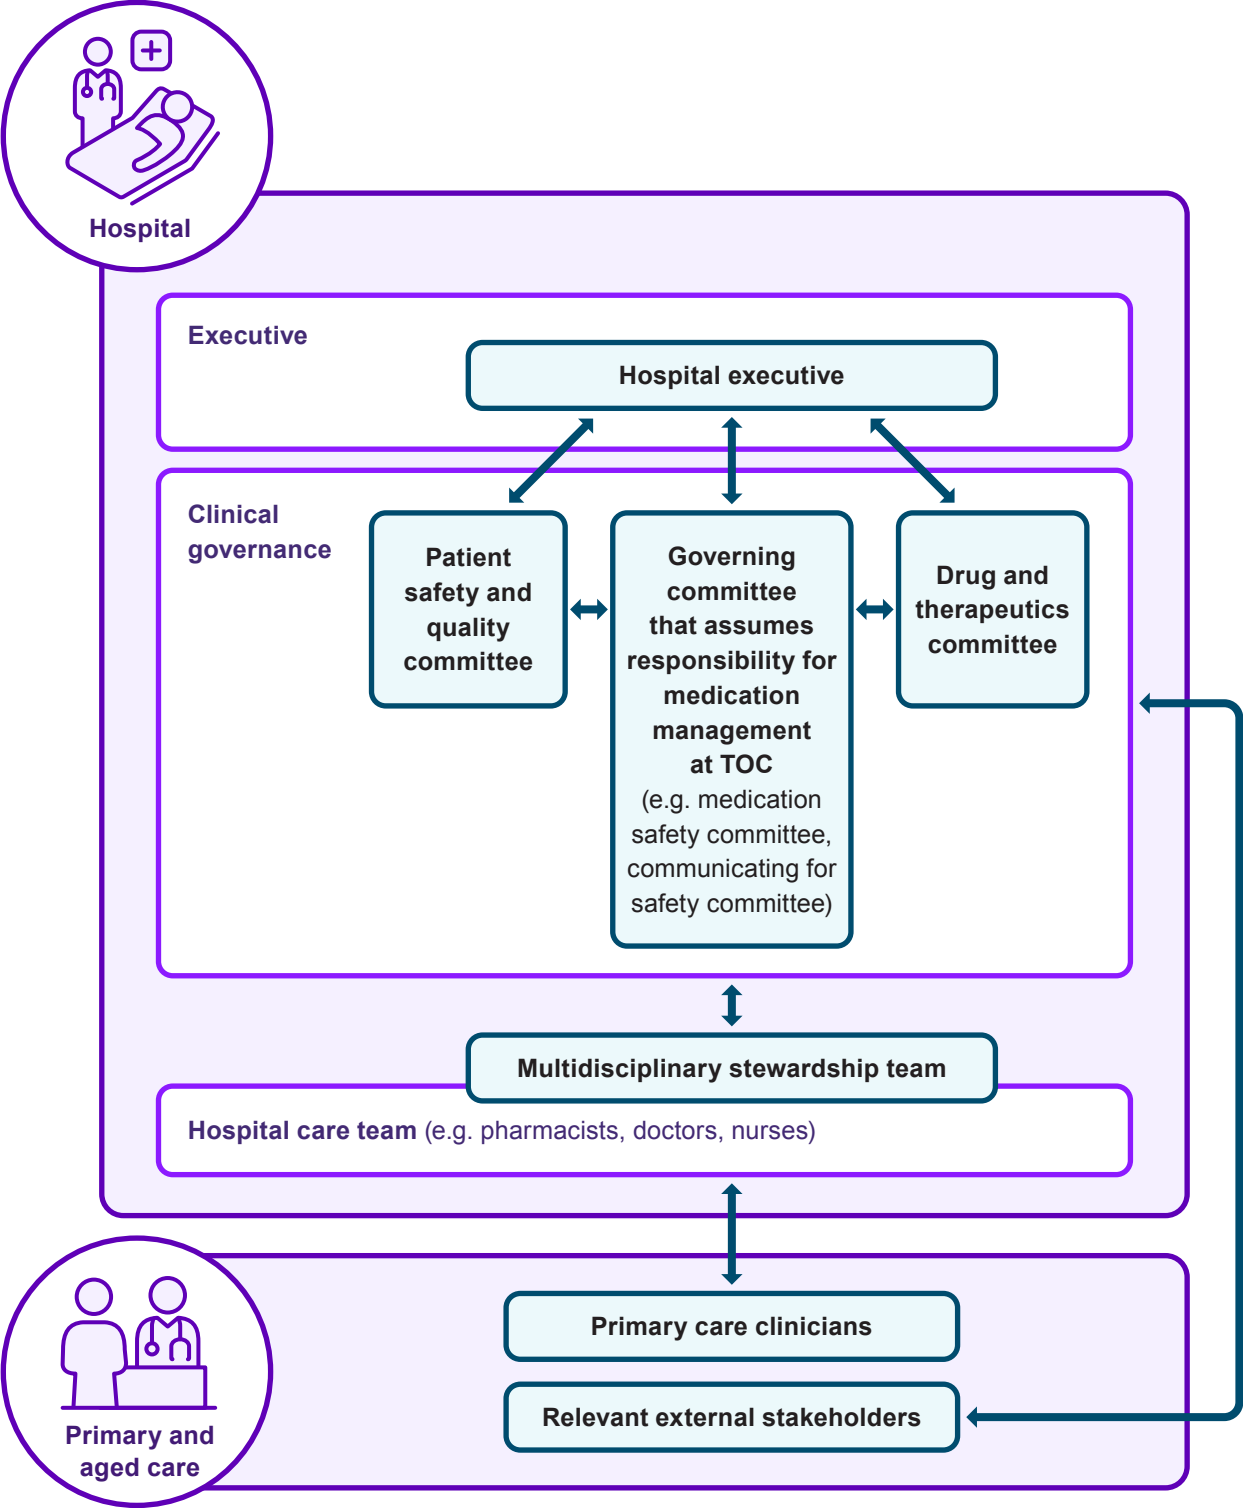 Hospital
Executive
Hospital executive
Clinical
governance
Patient
safety and
quality
committee
Governing
committee
that assumes
responsibility for
medication
management
at TOC
(e.g. medication
safety committee,
communicating for
safety committee)
Drug and
therapeutics
committee
Multidisciplinary stewardship team
Hospital care team (e.g. pharmacists, doctors, nurses)
Primary care clinicians
Relevant external stakeholders
Primary and
aged care